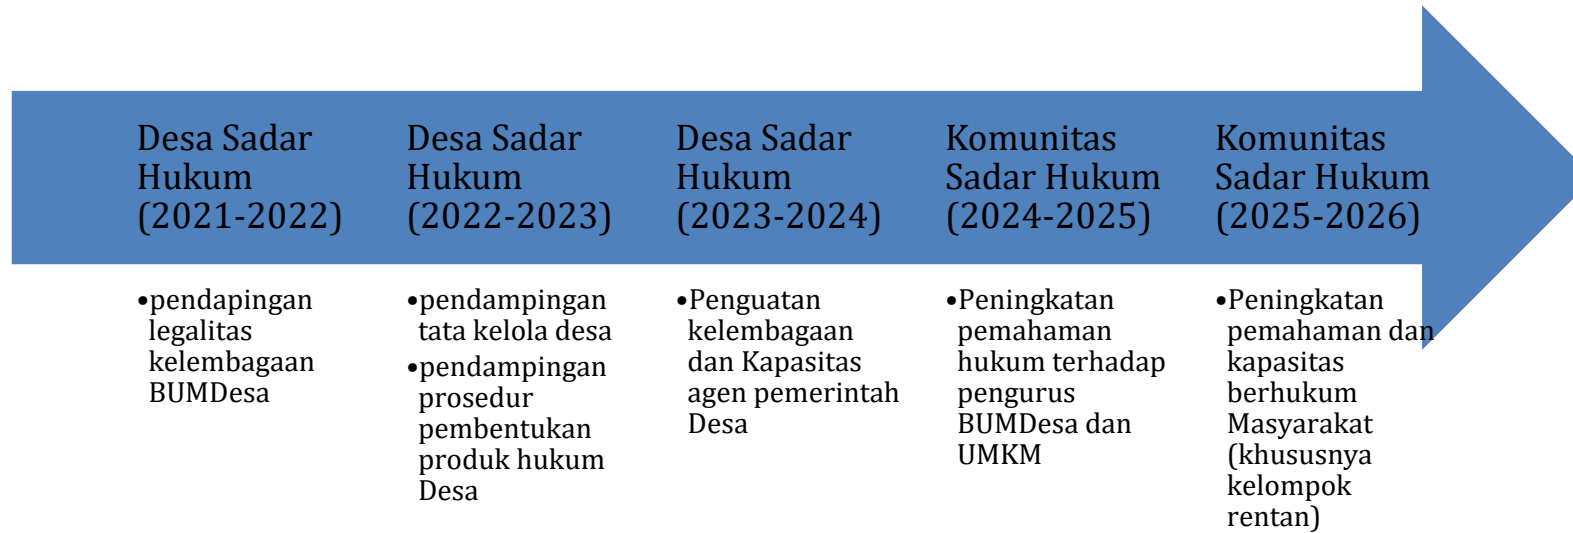 Desa Sadar
Hukum
(2021-2022)
•pendapingan
legalitas
kelembagaan
BUMDesa
Desa Sadar
Hukum
(2022-2023)
•pendampingan
tata kelola desa
•pendampingan
prosedur
pembentukan
produk hukum
Desa
Desa Sadar
Hukum
(2023-2024)
•Penguatan
kelembagaan
dan Kapasitas
agen pemerintah
Desa
Komunitas
Sadar Hukum
(2024-2025)
•Peningkatan
pemahaman
hukum terhadap
pengurus
BUMDesa dan
UMKM
Komunitas
Sadar Hukum
(2025-2026)
•Peningkatan
pemahaman dan
kapasitas
berhukum
Masyarakat
(khususnya
kelompok
rentan)